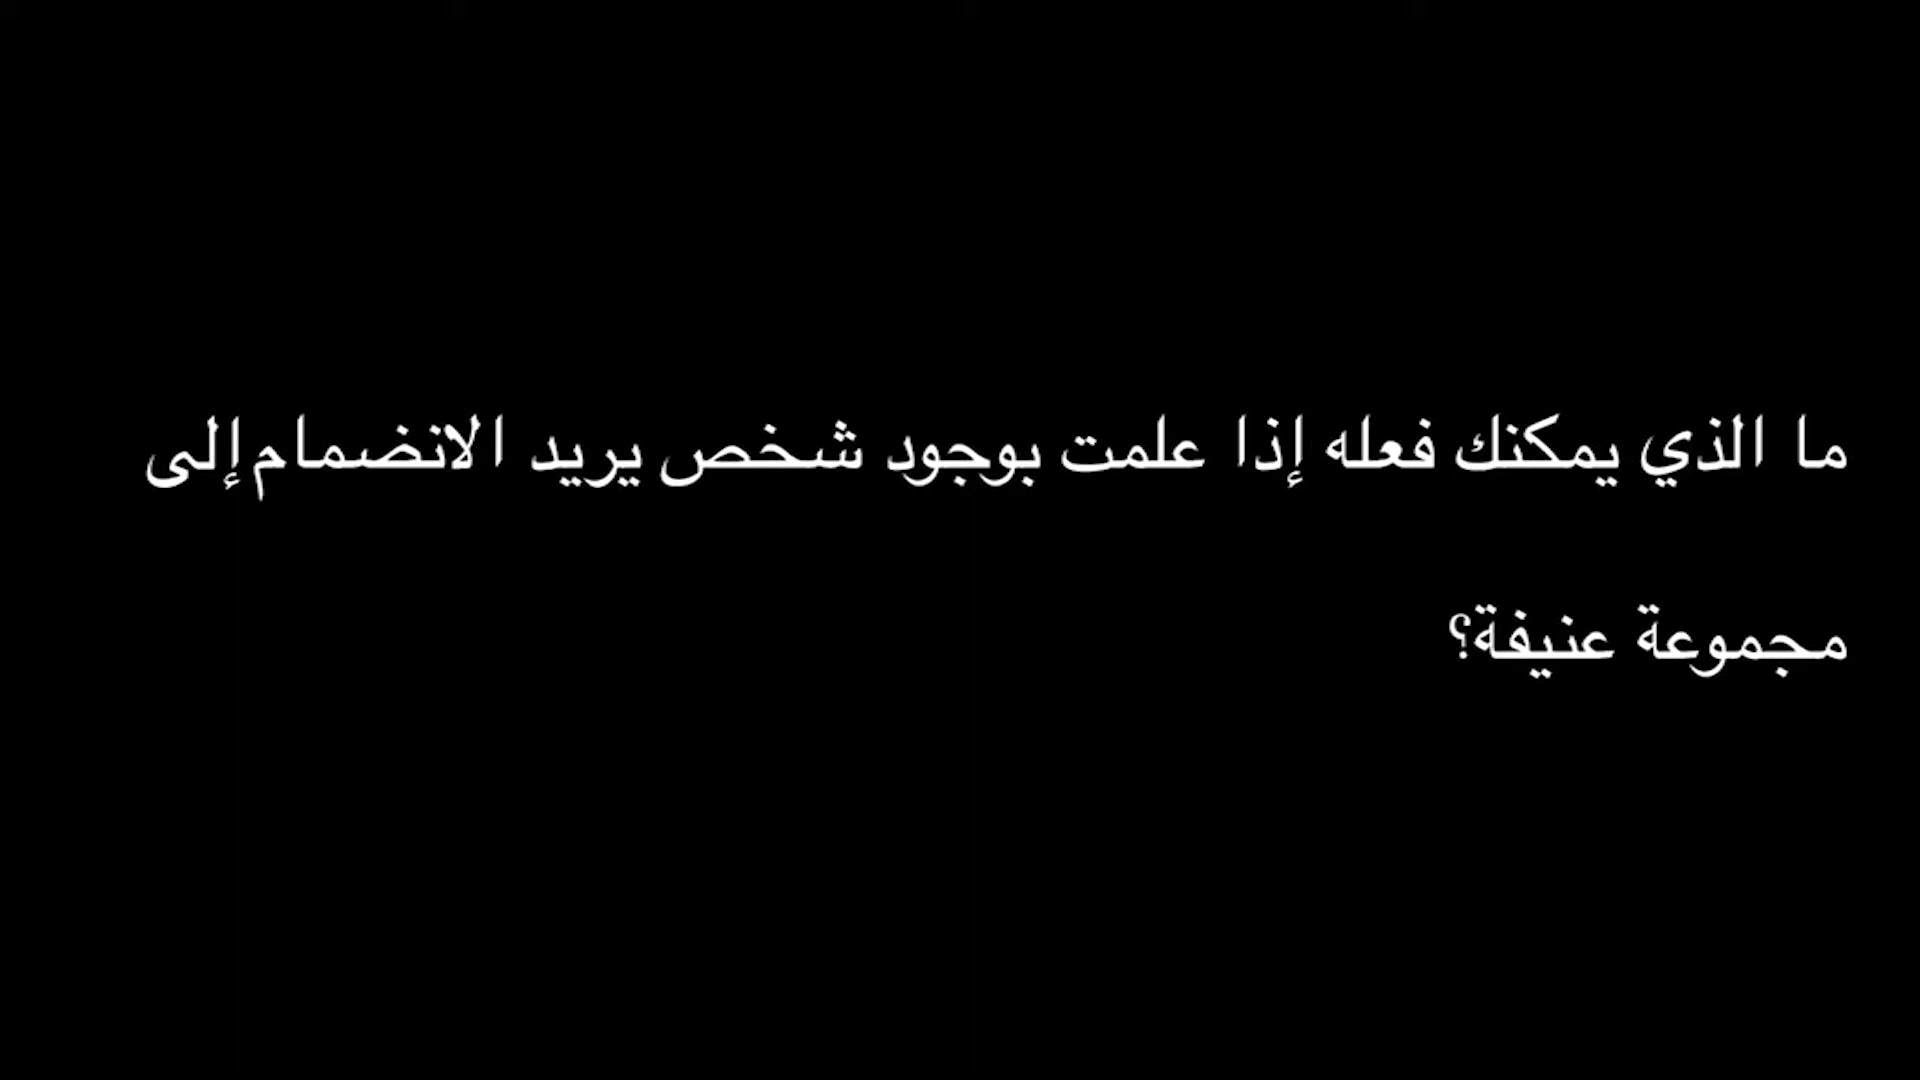 ما الذي يمكنك فعله إذا علمت بوجود شخص يريد الانضمام إلى
مجموعة عنيفة؟